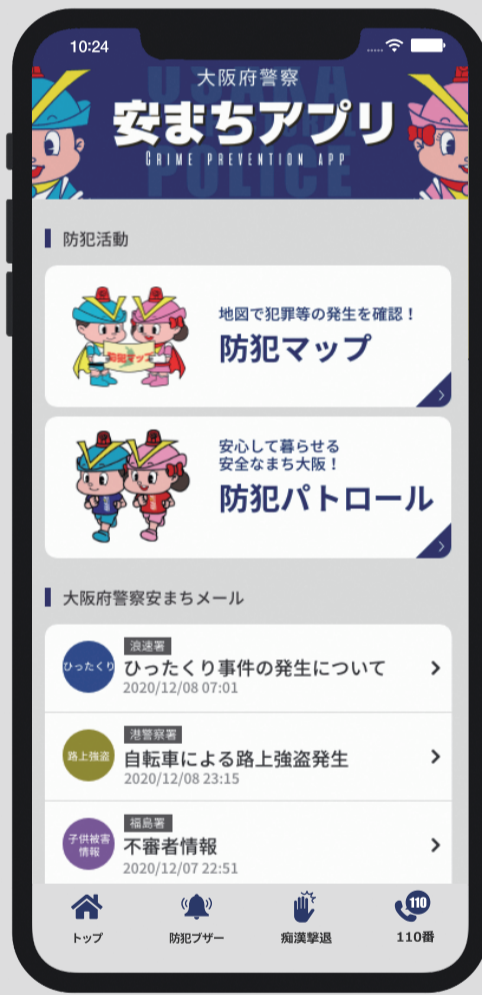 10:24
大阪府警察
安まちアプリ
CRIME PREVENTION APP
POLICE
防犯活動
防犯マップ
地図で犯罪等の発生を確認！
防犯マップ
安心して暮らせる
安全なまち大阪！
防犯パトロール
大阪府警察安まちメール
ひったくり
浪速署
ひったくり事件の発生について
2020/12/08 07:01
路上強盗
港警察署
自転車による路上強盗発生
2020/12/08 23:15
子供被害
情報
福島署
不審者情報
2020/12/07 22:51
110
トップ
防犯ブザー
痴漢撃退
110番